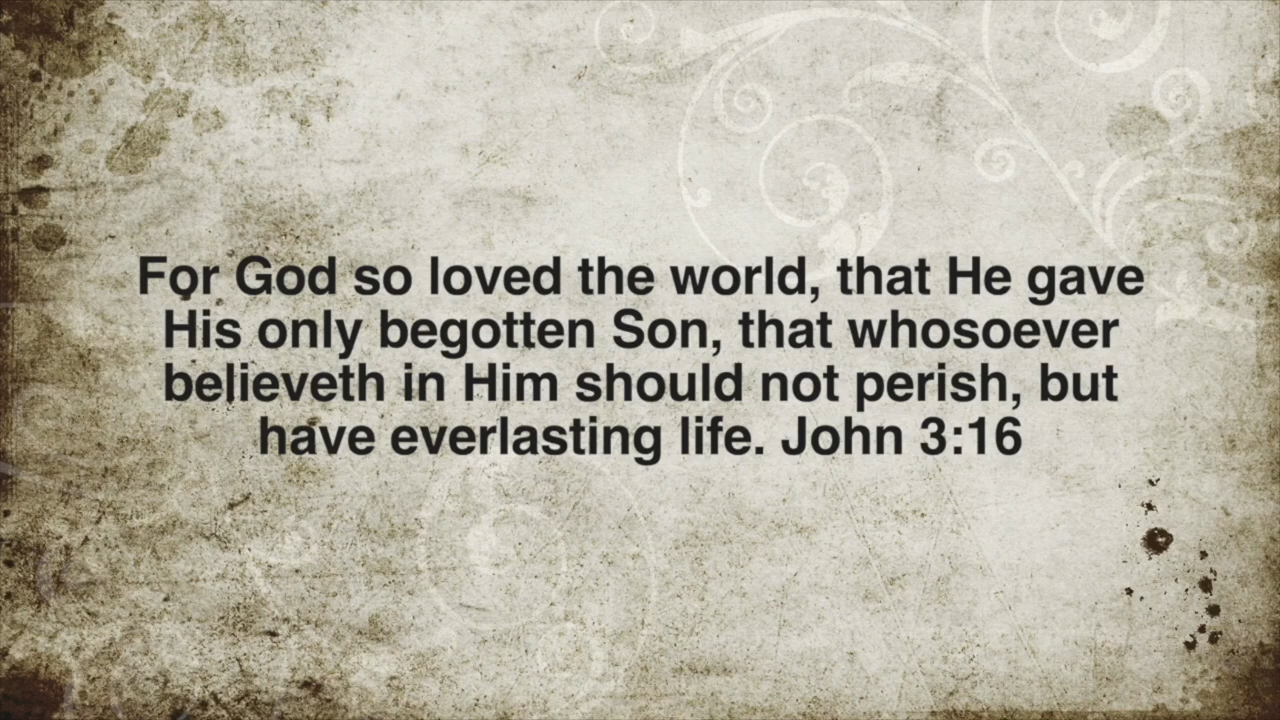 For God so loved the world, that He gave
His only begotten Son, that whosoever
believeth in Him should not perish, but
have everlasting life. John 3:16